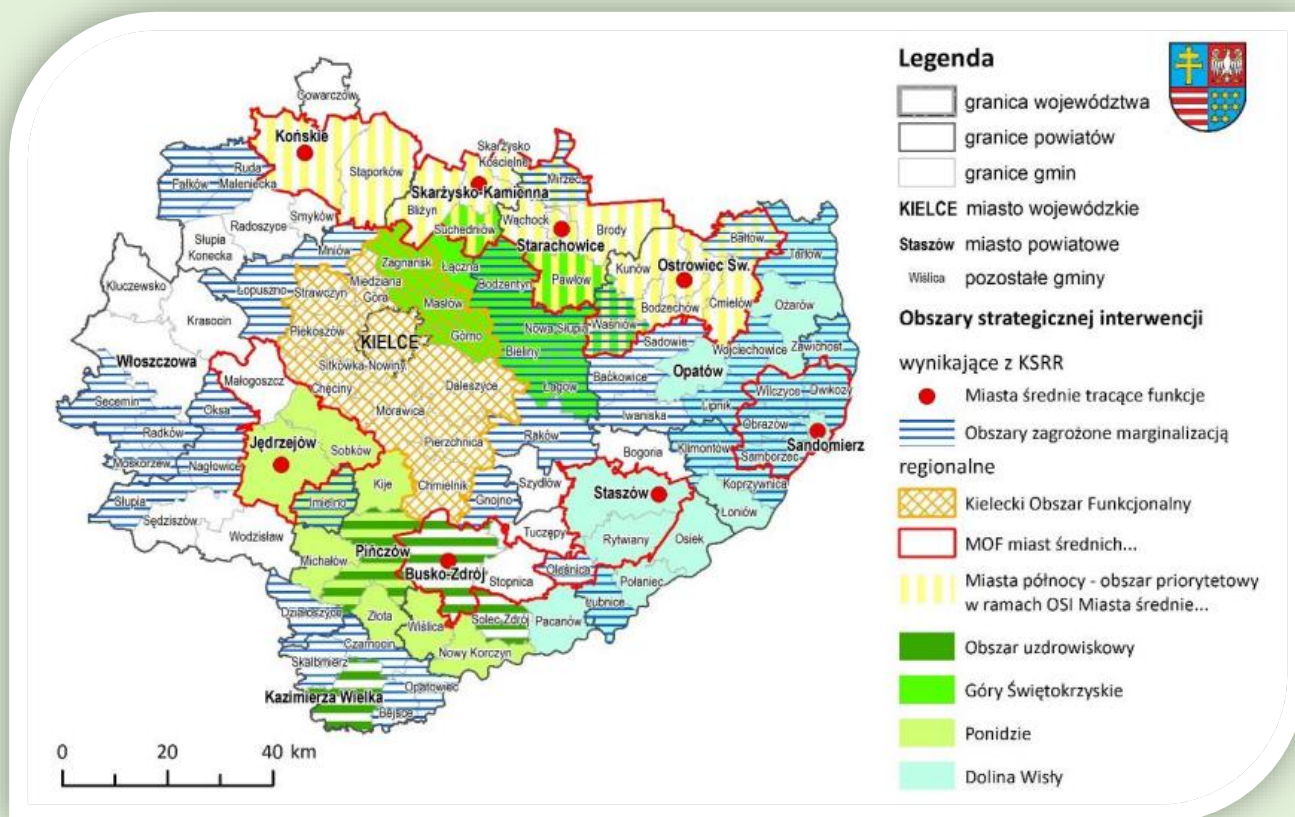 Gowarczów
Końskie
Stąporków
Skarżysko
Kościelne
Ruda
Maleniecka
Fałków
Mirzec
Skarżysko-Kamienna
Bliżyn
Smyków
Radoszyce
Wąchock
Brody
Suchedniów
Starachowice
Słupia
Konecka
Mniów
Bałtów
Tarłów
Zagnańsk
Łączna
Kunów
Ostrowiec Św.
Kluczewsko
Łopuszno
Miedziana
Góra
Bodzentyn
Pawłów
Strawczyn
Masłów
Bodzechów
Ćmielów
Ożarów
Krasocin
Piekoszów
KIELCE
Górno
Nowa Słupia
Waśniów
Sadowie
Wojciechowice
Zawichost
Włoszczowa
Sitkówka-Nowiny
Bieliny
Małogoszcz
Chęciny
Daleszyce
Łagów
Baćkowice
Opatów
Wilczyce
Dwikozy
Secemin
Oksa
Morawica
Iwaniska
Lipnik
Obrazów
Radków
Jędrzejów
Sobków
Pierzchnica
Raków
Bogoria
Klimontów
Sandomierz
Samborzec
Moskorzew
Nagłowice
Kije
Chmielnik
Szydłów
Staszów
Koprzywnica
Słupia
Imielno
Gnojno
Łoniów
Sędziszów
Wodzisław
Tuczępy
Rytwiany
Osiek
Pińczów
Michałów
Busko-Zdrój
Stopnica
Oleśnica
Połaniec
Działoszyce
Złota
Wiślica
Solec-Zdrój
Pacanów
Łubnice
Czarnocin
Skalbmierz
Nowy Korczyn
Kazimierza Wielka
Opatowiec
Bejsce
0 20 40 km
Legenda
granica województwa
granice powiatów
granice gmin
KIELCE miasto wojewódzkie
Staszów miasto powiatowe
Wiślica pozostałe gminy
Obszary strategicznej interwencji
wynikające z KSRR
Miasta średnie tracące funkcje
Obszary zagrożone marginalizacją
regionalne
Kielecki Obszar Funkcjonalny
MOF miast średnich...
Miasta północy - obszar priorytetowy
w ramach OSI Miasta średnie...
Obszar uzdrowiskowy
Góry Świętokrzyskie
Ponidzie
Dolina Wisły